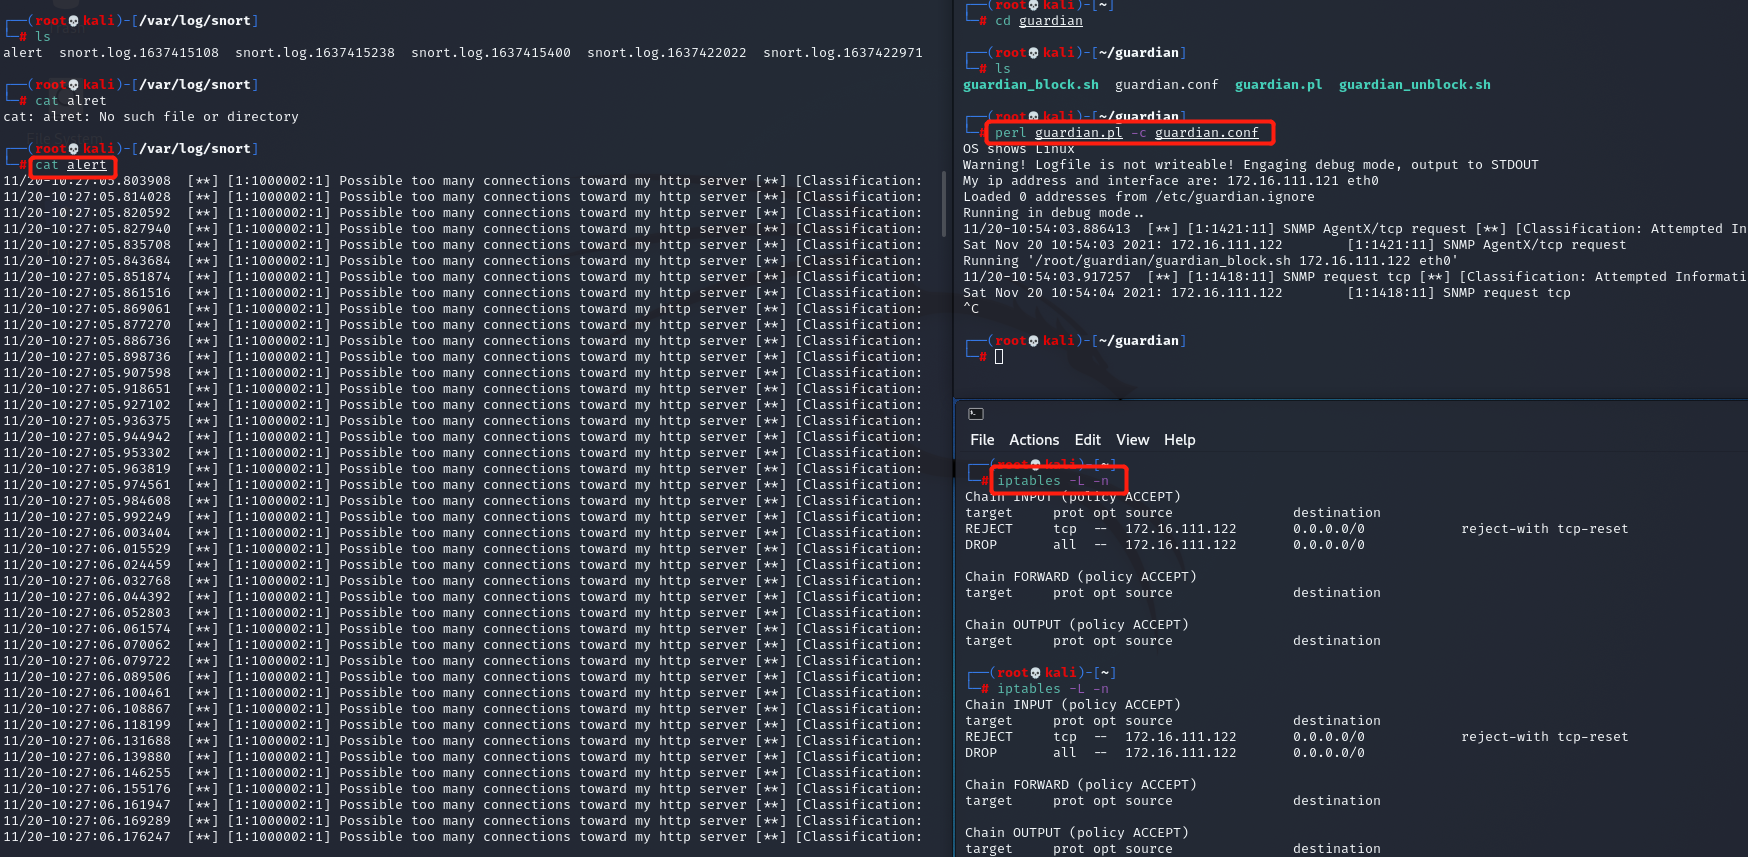 ┌──(root💀kali)-[/var/log/snort]
└─# ls
alert  snort.log.1637415108  snort.log.1637415238  snort.log.1637415400  snort.log.1637422022  snort.log.1637422971
┌──(root💀kali)-[/var/log/snort]
└─# cat alret
cat: alret: No such file or directory
┌──(root💀kali)-[/var/log/snort]
└─# cat alert
11/20-10:27:05.803908  [**] [1:1000002:1] Possible too many connections toward my http server [**] [Classification:
11/20-10:27:05.814028  [**] [1:1000002:1] Possible too many connections toward my http server [**] [Classification:
11/20-10:27:05.820592  [**] [1:1000002:1] Possible too many connections toward my http server [**] [Classification:
11/20-10:27:05.827940  [**] [1:1000002:1] Possible too many connections toward my http server [**] [Classification:
11/20-10:27:05.835708  [**] [1:1000002:1] Possible too many connections toward my http server [**] [Classification:
11/20-10:27:05.843684  [**] [1:1000002:1] Possible too many connections toward my http server [**] [Classification:
11/20-10:27:05.851874  [**] [1:1000002:1] Possible too many connections toward my http server [**] [Classification:
11/20-10:27:05.861516  [**] [1:1000002:1] Possible too many connections toward my http server [**] [Classification:
11/20-10:27:05.869061  [**] [1:1000002:1] Possible too many connections toward my http server [**] [Classification:
11/20-10:27:05.877270  [**] [1:1000002:1] Possible too many connections toward my http server [**] [Classification:
11/20-10:27:05.886736  [**] [1:1000002:1] Possible too many connections toward my http server [**] [Classification:
11/20-10:27:05.898736  [**] [1:1000002:1] Possible too many connections toward my http server [**] [Classification:
11/20-10:27:05.907598  [**] [1:1000002:1] Possible too many connections toward my http server [**] [Classification:
11/20-10:27:05.918651  [**] [1:1000002:1] Possible too many connections toward my http server [**] [Classification:
11/20-10:27:05.927102  [**] [1:1000002:1] Possible too many connections toward my http server [**] [Classification:
11/20-10:27:05.936375  [**] [1:1000002:1] Possible too many connections toward my http server [**] [Classification:
11/20-10:27:05.944942  [**] [1:1000002:1] Possible too many connections toward my http server [**] [Classification:
11/20-10:27:05.953302  [**] [1:1000002:1] Possible too many connections toward my http server [**] [Classification:
11/20-10:27:05.963819  [**] [1:1000002:1] Possible too many connections toward my http server [**] [Classification:
11/20-10:27:05.974561  [**] [1:1000002:1] Possible too many connections toward my http server [**] [Classification:
11/20-10:27:05.984608  [**] [1:1000002:1] Possible too many connections toward my http server [**] [Classification:
11/20-10:27:05.992249  [**] [1:1000002:1] Possible too many connections toward my http server [**] [Classification:
11/20-10:27:06.003404  [**] [1:1000002:1] Possible too many connections toward my http server [**] [Classification:
11/20-10:27:06.015529  [**] [1:1000002:1] Possible too many connections toward my http server [**] [Classification:
11/20-10:27:06.024459  [**] [1:1000002:1] Possible too many connections toward my http server [**] [Classification:
11/20-10:27:06.032768  [**] [1:1000002:1] Possible too many connections toward my http server [**] [Classification:
11/20-10:27:06.044392  [**] [1:1000002:1] Possible too many connections toward my http server [**] [Classification:
11/20-10:27:06.052803  [**] [1:1000002:1] Possible too many connections toward my http server [**] [Classification:
11/20-10:27:06.061574  [**] [1:1000002:1] Possible too many connections toward my http server [**] [Classification:
11/20-10:27:06.070062  [**] [1:1000002:1] Possible too many connections toward my http server [**] [Classification:
11/20-10:27:06.079722  [**] [1:1000002:1] Possible too many connections toward my http server [**] [Classification:
11/20-10:27:06.089506  [**] [1:1000002:1] Possible too many connections toward my http server [**] [Classification:
11/20-10:27:06.100461  [**] [1:1000002:1] Possible too many connections toward my http server [**] [Classification:
11/20-10:27:06.108867  [**] [1:1000002:1] Possible too many connections toward my http server [**] [Classification:
11/20-10:27:06.118199  [**] [1:1000002:1] Possible too many connections toward my http server [**] [Classification:
11/20-10:27:06.131688  [**] [1:1000002:1] Possible too many connections toward my http server [**] [Classification:
11/20-10:27:06.139880  [**] [1:1000002:1] Possible too many connections toward my http server [**] [Classification:
11/20-10:27:06.146255  [**] [1:1000002:1] Possible too many connections toward my http server [**] [Classification:
11/20-10:27:06.155176  [**] [1:1000002:1] Possible too many connections toward my http server [**] [Classification:
11/20-10:27:06.161947  [**] [1:1000002:1] Possible too many connections toward my http server [**] [Classification:
11/20-10:27:06.169289  [**] [1:1000002:1] Possible too many connections toward my http server [**] [Classification:
11/20-10:27:06.176247  [**] [1:1000002:1] Possible too many connections toward my http server [**] [Classification:
┌──(root💀kali)-[~]
└─# cd guardian
┌──(root💀kali)-[~/guardian]
└─# ls
guardian_block.sh  guardian.conf  guardian.pl  guardian_unblock.sh
┌──(root💀kali)-[~/guardian]
└─# perl guardian.pl -c guardian.conf
OS shows Linux
Warning! Logfile is not writeable! Engaging debug mode, output to STDOUT
My ip address and interface are: 172.16.111.121 eth0
Loaded 0 addresses from /etc/guardian.ignore
Running in debug mode..
11/20-10:54:03.886413  [**] [1:1421:11] SNMP AgentX/tcp request [**] [Classification: Attempted In
Sat Nov 20 10:54:03 2021: 172.16.111.122        [1:1421:11] SNMP AgentX/tcp request
Running '/root/guardian/guardian_block.sh 172.16.111.122 eth0'
11/20-10:54:03.917257  [**] [1:1418:11] SNMP request tcp [**] [Classification: Attempted Informati
Sat Nov 20 10:54:04 2021: 172.16.111.122        [1:1418:11] SNMP request tcp
^C
┌──(root💀kali)-[~/guardian]
└─#
File  Actions  Edit  View  Help
┌──(root💀kali)-[~]
└─# iptables -L -n
Chain INPUT (policy ACCEPT)
target     prot opt source               destination
REJECT     tcp  --  172.16.111.122       0.0.0.0/0            reject-with tcp-reset
DROP       all  --  172.16.111.122       0.0.0.0/0
Chain FORWARD (policy ACCEPT)
target     prot opt source               destination
Chain OUTPUT (policy ACCEPT)
target     prot opt source               destination
┌──(root💀kali)-[~]
└─# iptables -L -n
Chain INPUT (policy ACCEPT)
target     prot opt source               destination
REJECT     tcp  --  172.16.111.122       0.0.0.0/0            reject-with tcp-reset
DROP       all  --  172.16.111.122       0.0.0.0/0
Chain FORWARD (policy ACCEPT)
target     prot opt source               destination
Chain OUTPUT (policy ACCEPT)
target     prot opt source               destination